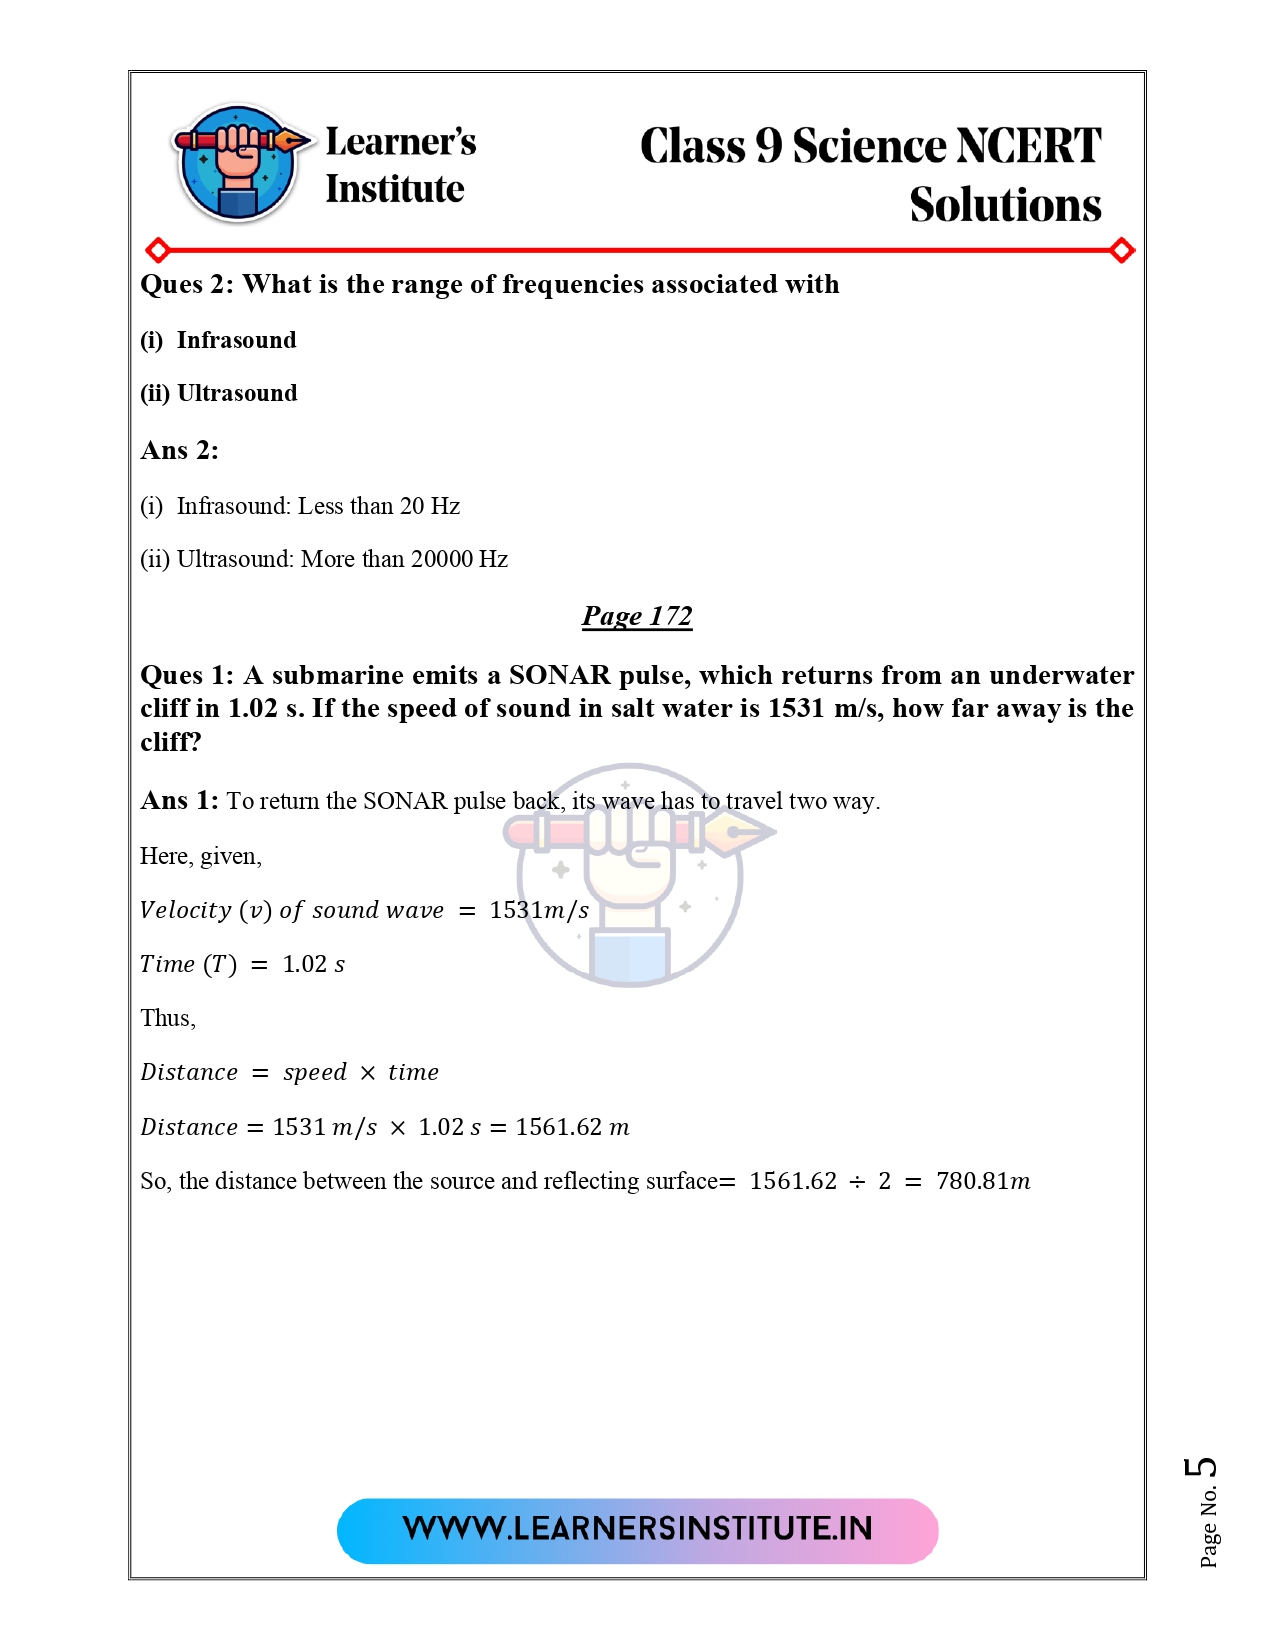 Learner's
Institute
Class 9 Science NCERT
Solutions
Ques 2: What is the range of frequencies associated with
(i) Infrasound
(ii) Ultrasound
Ans 2:
(i) Infrasound: Less than 20 Hz
(ii) Ultrasound: More than 20000 Hz
Page 172
Ques 1: A submarine emits a SONAR pulse, which returns from an underwater
cliff in 1.02 s. If the speed of sound in salt water is 1531 m/s, how far away is the
cliff?
Ans 1: To return the SONAR pulse back, its wave has to travel two way.
Here, given,
Velocity (v) of sound wave = 1531m/s
Time (T) = 1.02 s
Thus,
Distance = speed × time
Distance = 1531 m/s × 1.02 s = 1561.62 m
So, the distance between the source and reflecting surface= 1561.62 ÷ 2 = 780.81m
WWW.LEARNERSINSTITUTE.IN
Page No. 5